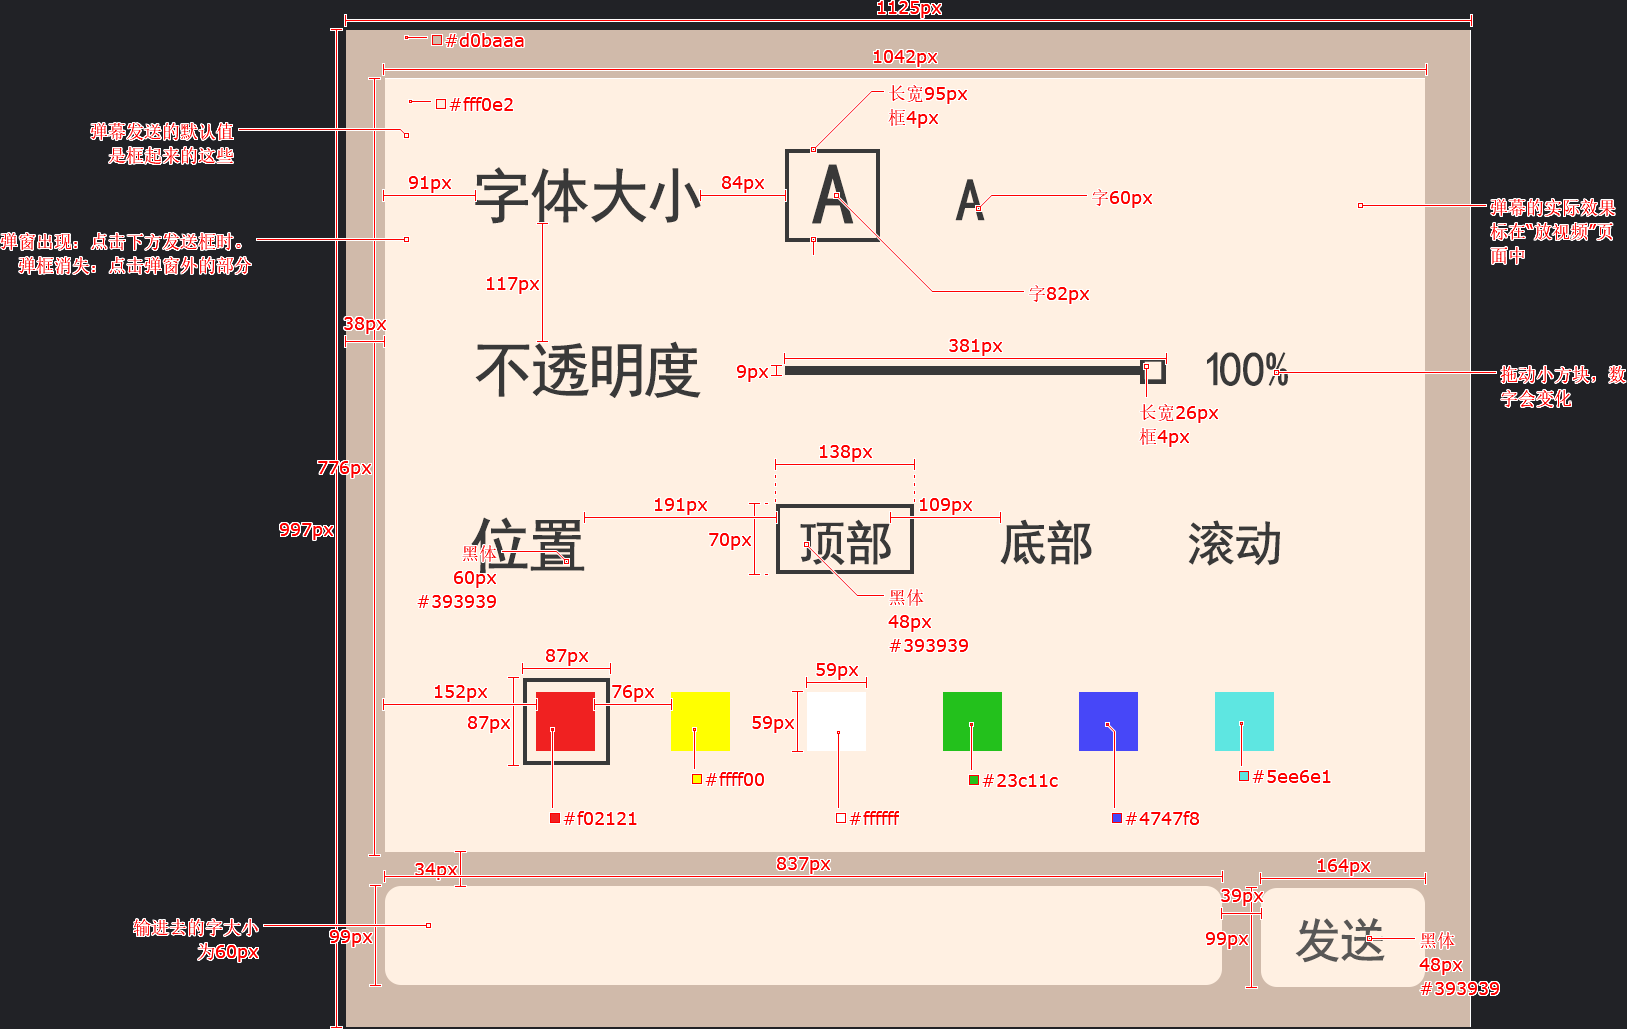 1125px
#d0baaa
1042px
#fff0e2
长宽95px
框4px
弹幕发送的默认值
是框起来的这些
91px
字体大小
84px
A
A
字60px
弹幕的实际效果
标在“放视频”页
面中
弹窗出现：点击下方发送框时。
弹框消失：点击弹窗外的部分
117px
字82px
38px
不透明度
9px
381px
100%
拖动小方块，数
字会变化
长宽26px
框4px
138px
776px
997px
191px
109px
70px
位置
顶部
底部
滚动
黑体
60px
#393939
黑体
48px
#393939
87px
59px
152px
76px
87px
59px
#ffff00
#23c11c
#5ee6e1
#f02121
#ffffff
#4747f8
34px
837px
164px
39px
输进去的字大小
为60px
99px
99px
发送
黑体
48px
#393939